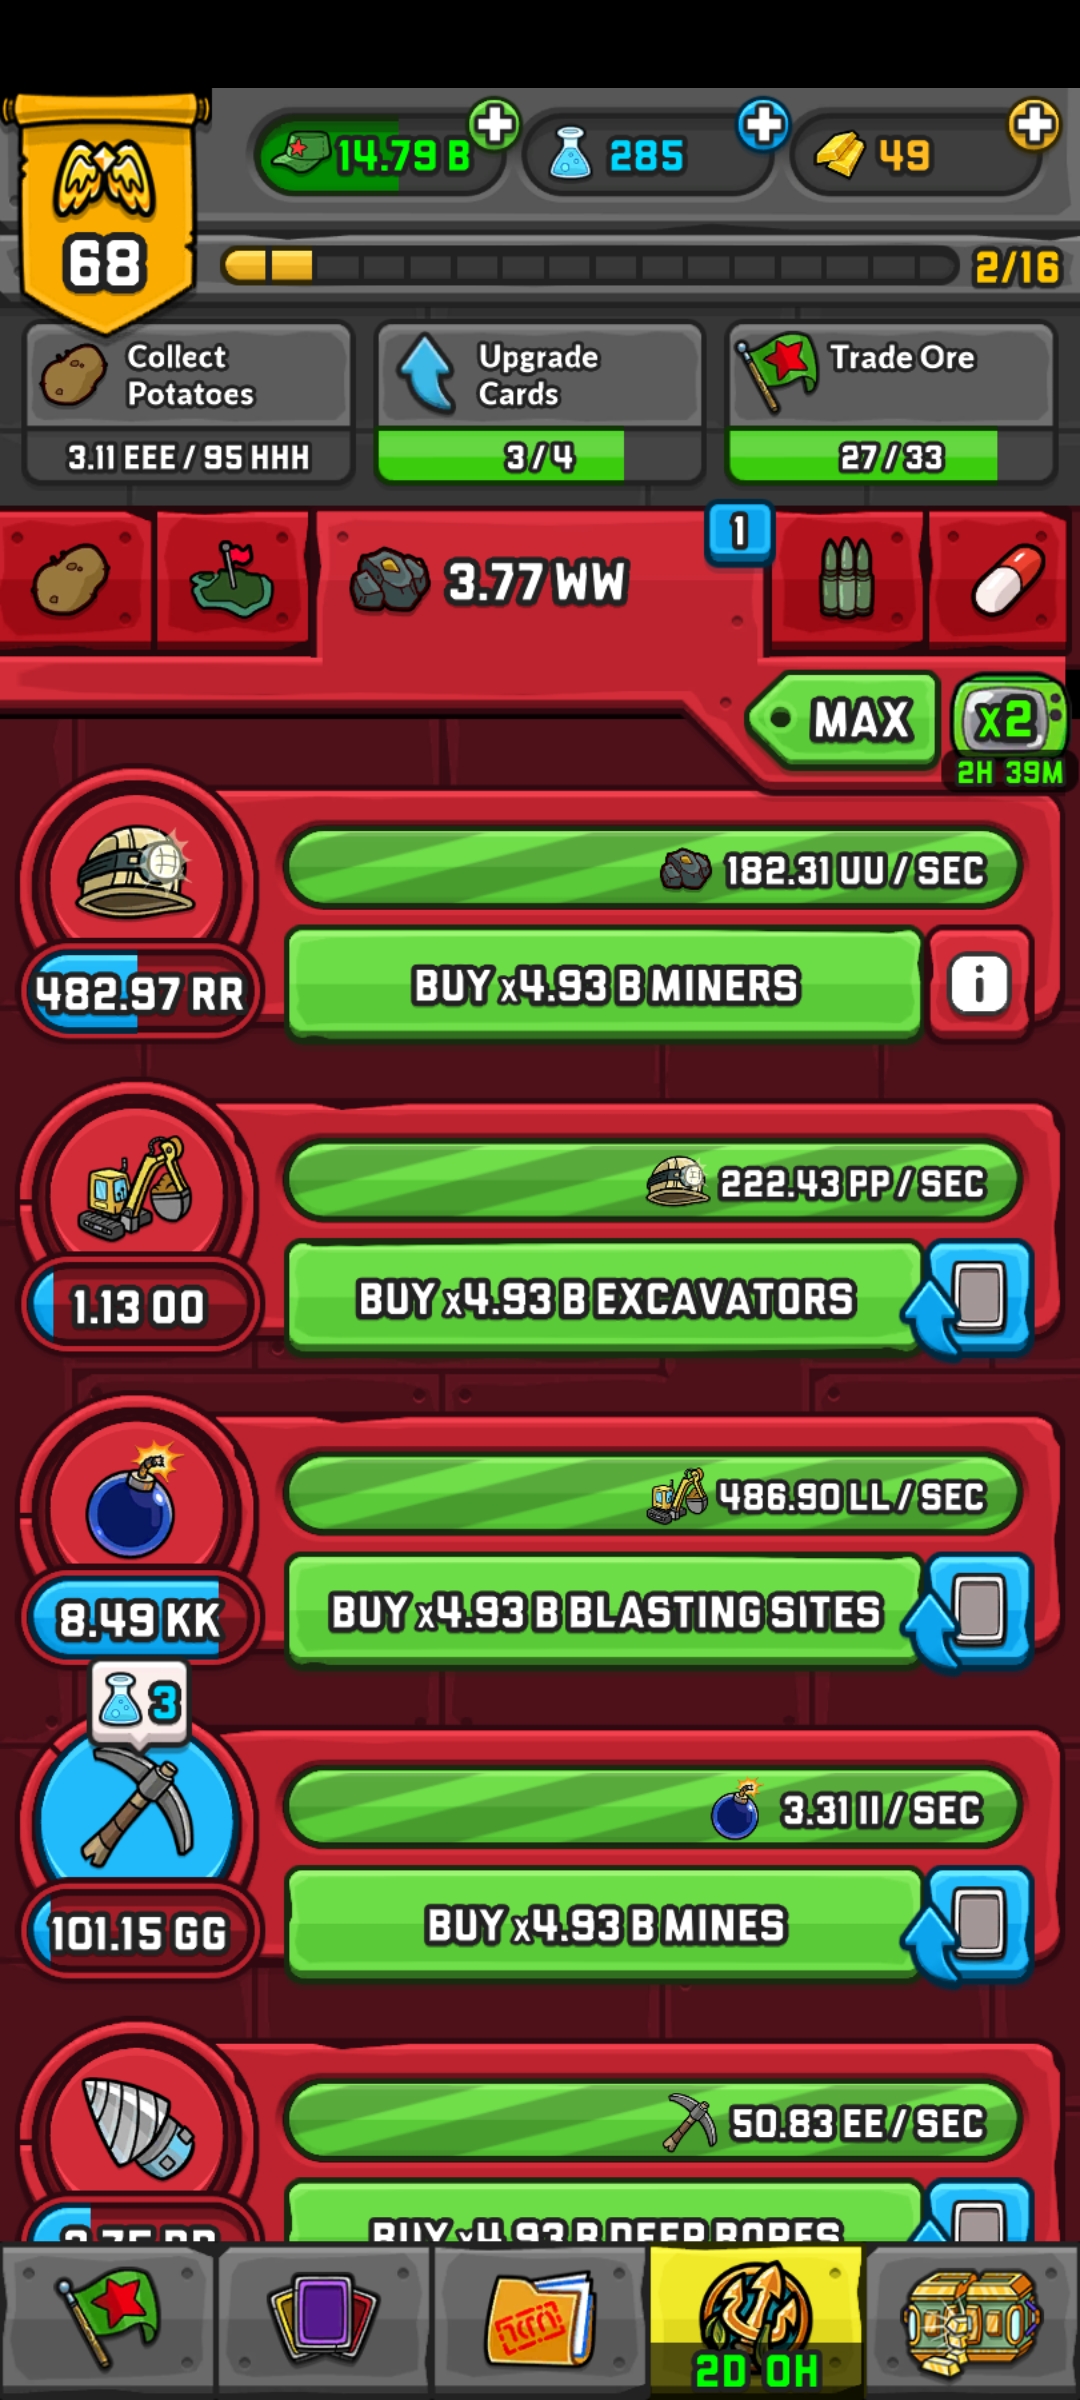 14.79 B
285
49
68
2/16
Collect
Potatoes
3.11 EEE / 95 HHH
Upgrade
Cards
3/4
Trade Ore
27/33
3.77 WW
1
MAX
x2
2H 39M
182.31 UU / SEC
482.97 RR
BUY x4.93 B MINERS
i
222.43 PP / SEC
1.13 OO
BUY x4.93 B EXCAVATORS
486.90 LL / SEC
8.49 KK
BUY x4.93 B BLASTING SITES
3
3.31 II / SEC
101.15 GG
BUY x4.93 B MINES
50.83 EE / SEC
BUY x4.93 B DEEP BORES
2D 0H